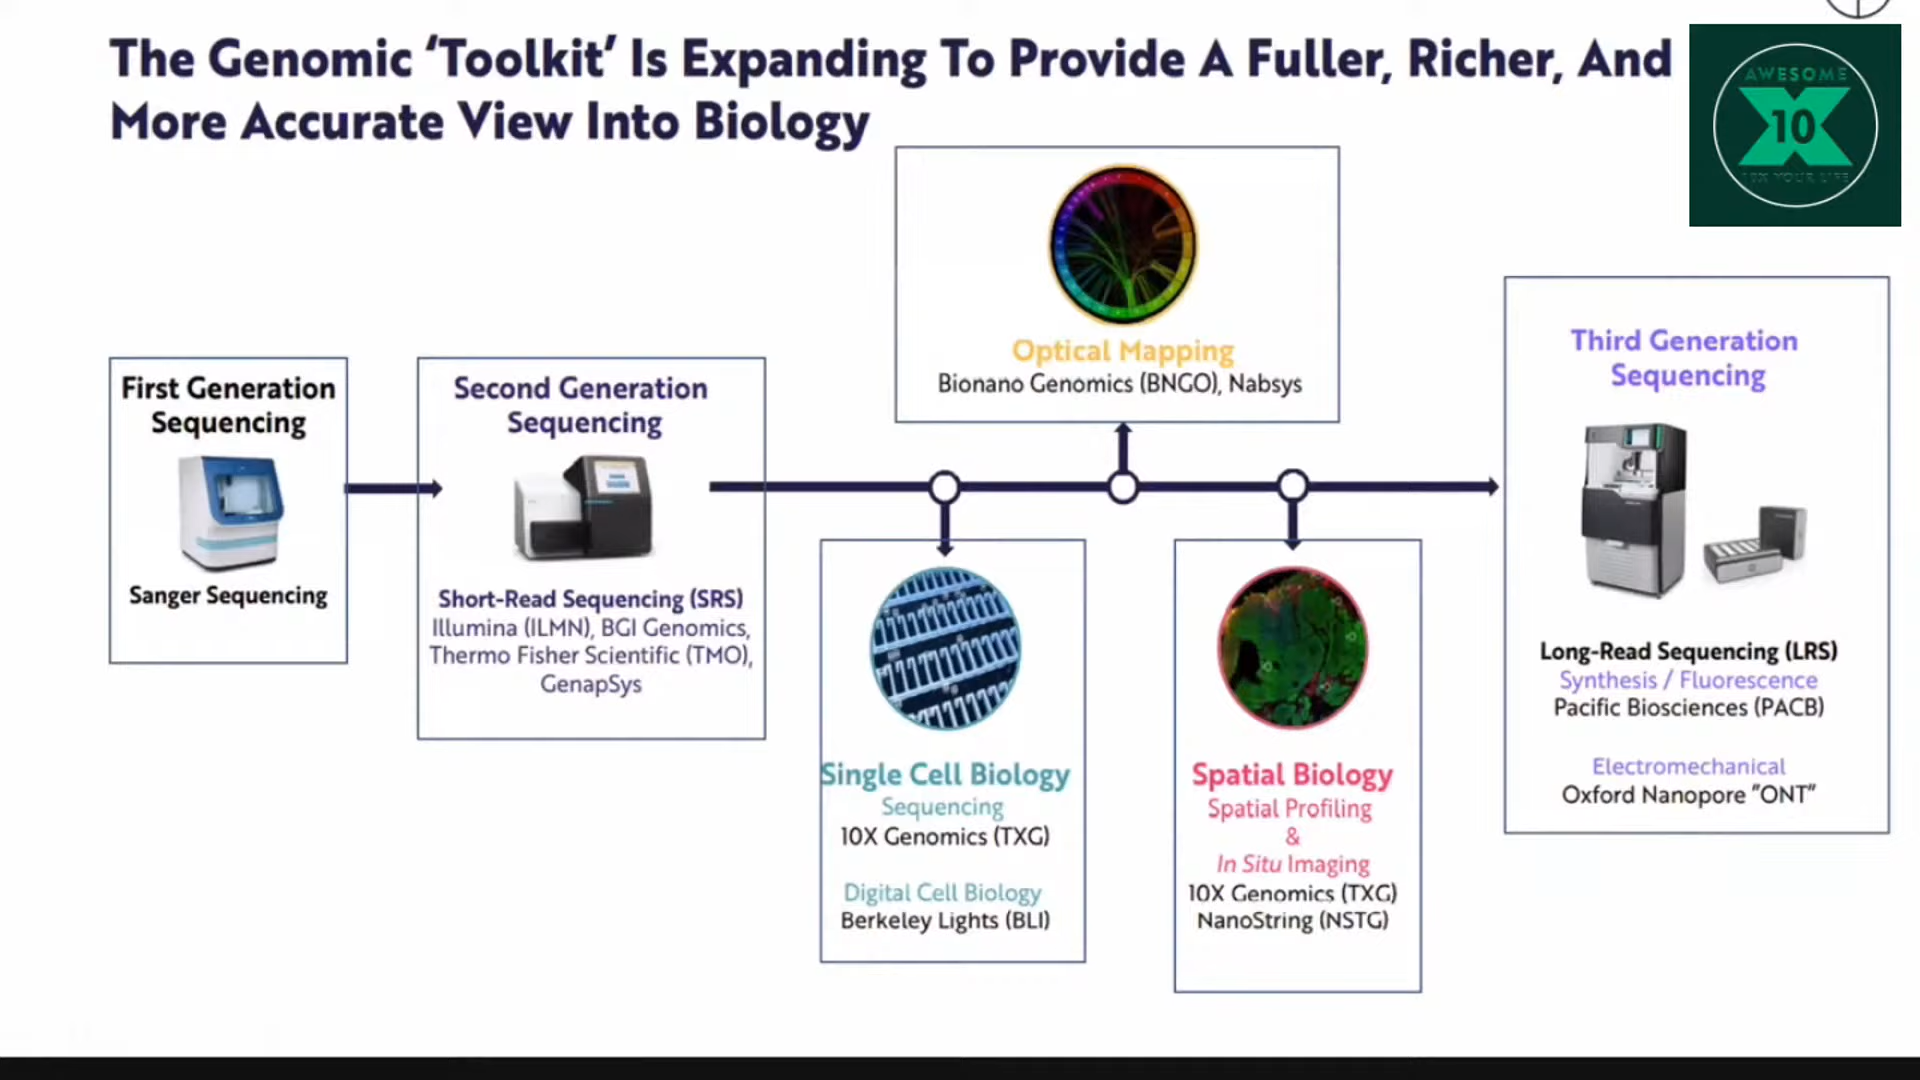 The Genomic ‘Toolkit’ Is Expanding To Provide A Fuller, Richer, And
More Accurate View Into Biology
AWESOME
X
10
10X YOUR LIFE
First Generation
Sequencing
Sanger Sequencing
Second Generation
Sequencing
Short-Read Sequencing (SRS)
Illumina (ILMN), BGI Genomics,
Thermo Fisher Scientific (TMO),
GenapSys
Optical Mapping
Bionano Genomics (BNGO), Nabsys
Single Cell Biology
Sequencing
10X Genomics (TXG)
Digital Cell Biology
Berkeley Lights (BLI)
Spatial Biology
Spatial Profiling
&
In Situ Imaging
10X Genomics (TXG)
NanoString (NSTG)
Third Generation
Sequencing
Long-Read Sequencing (LRS)
Synthesis / Fluorescence
Pacific Biosciences (PACB)
Electromechanical
Oxford Nanopore "ONT"